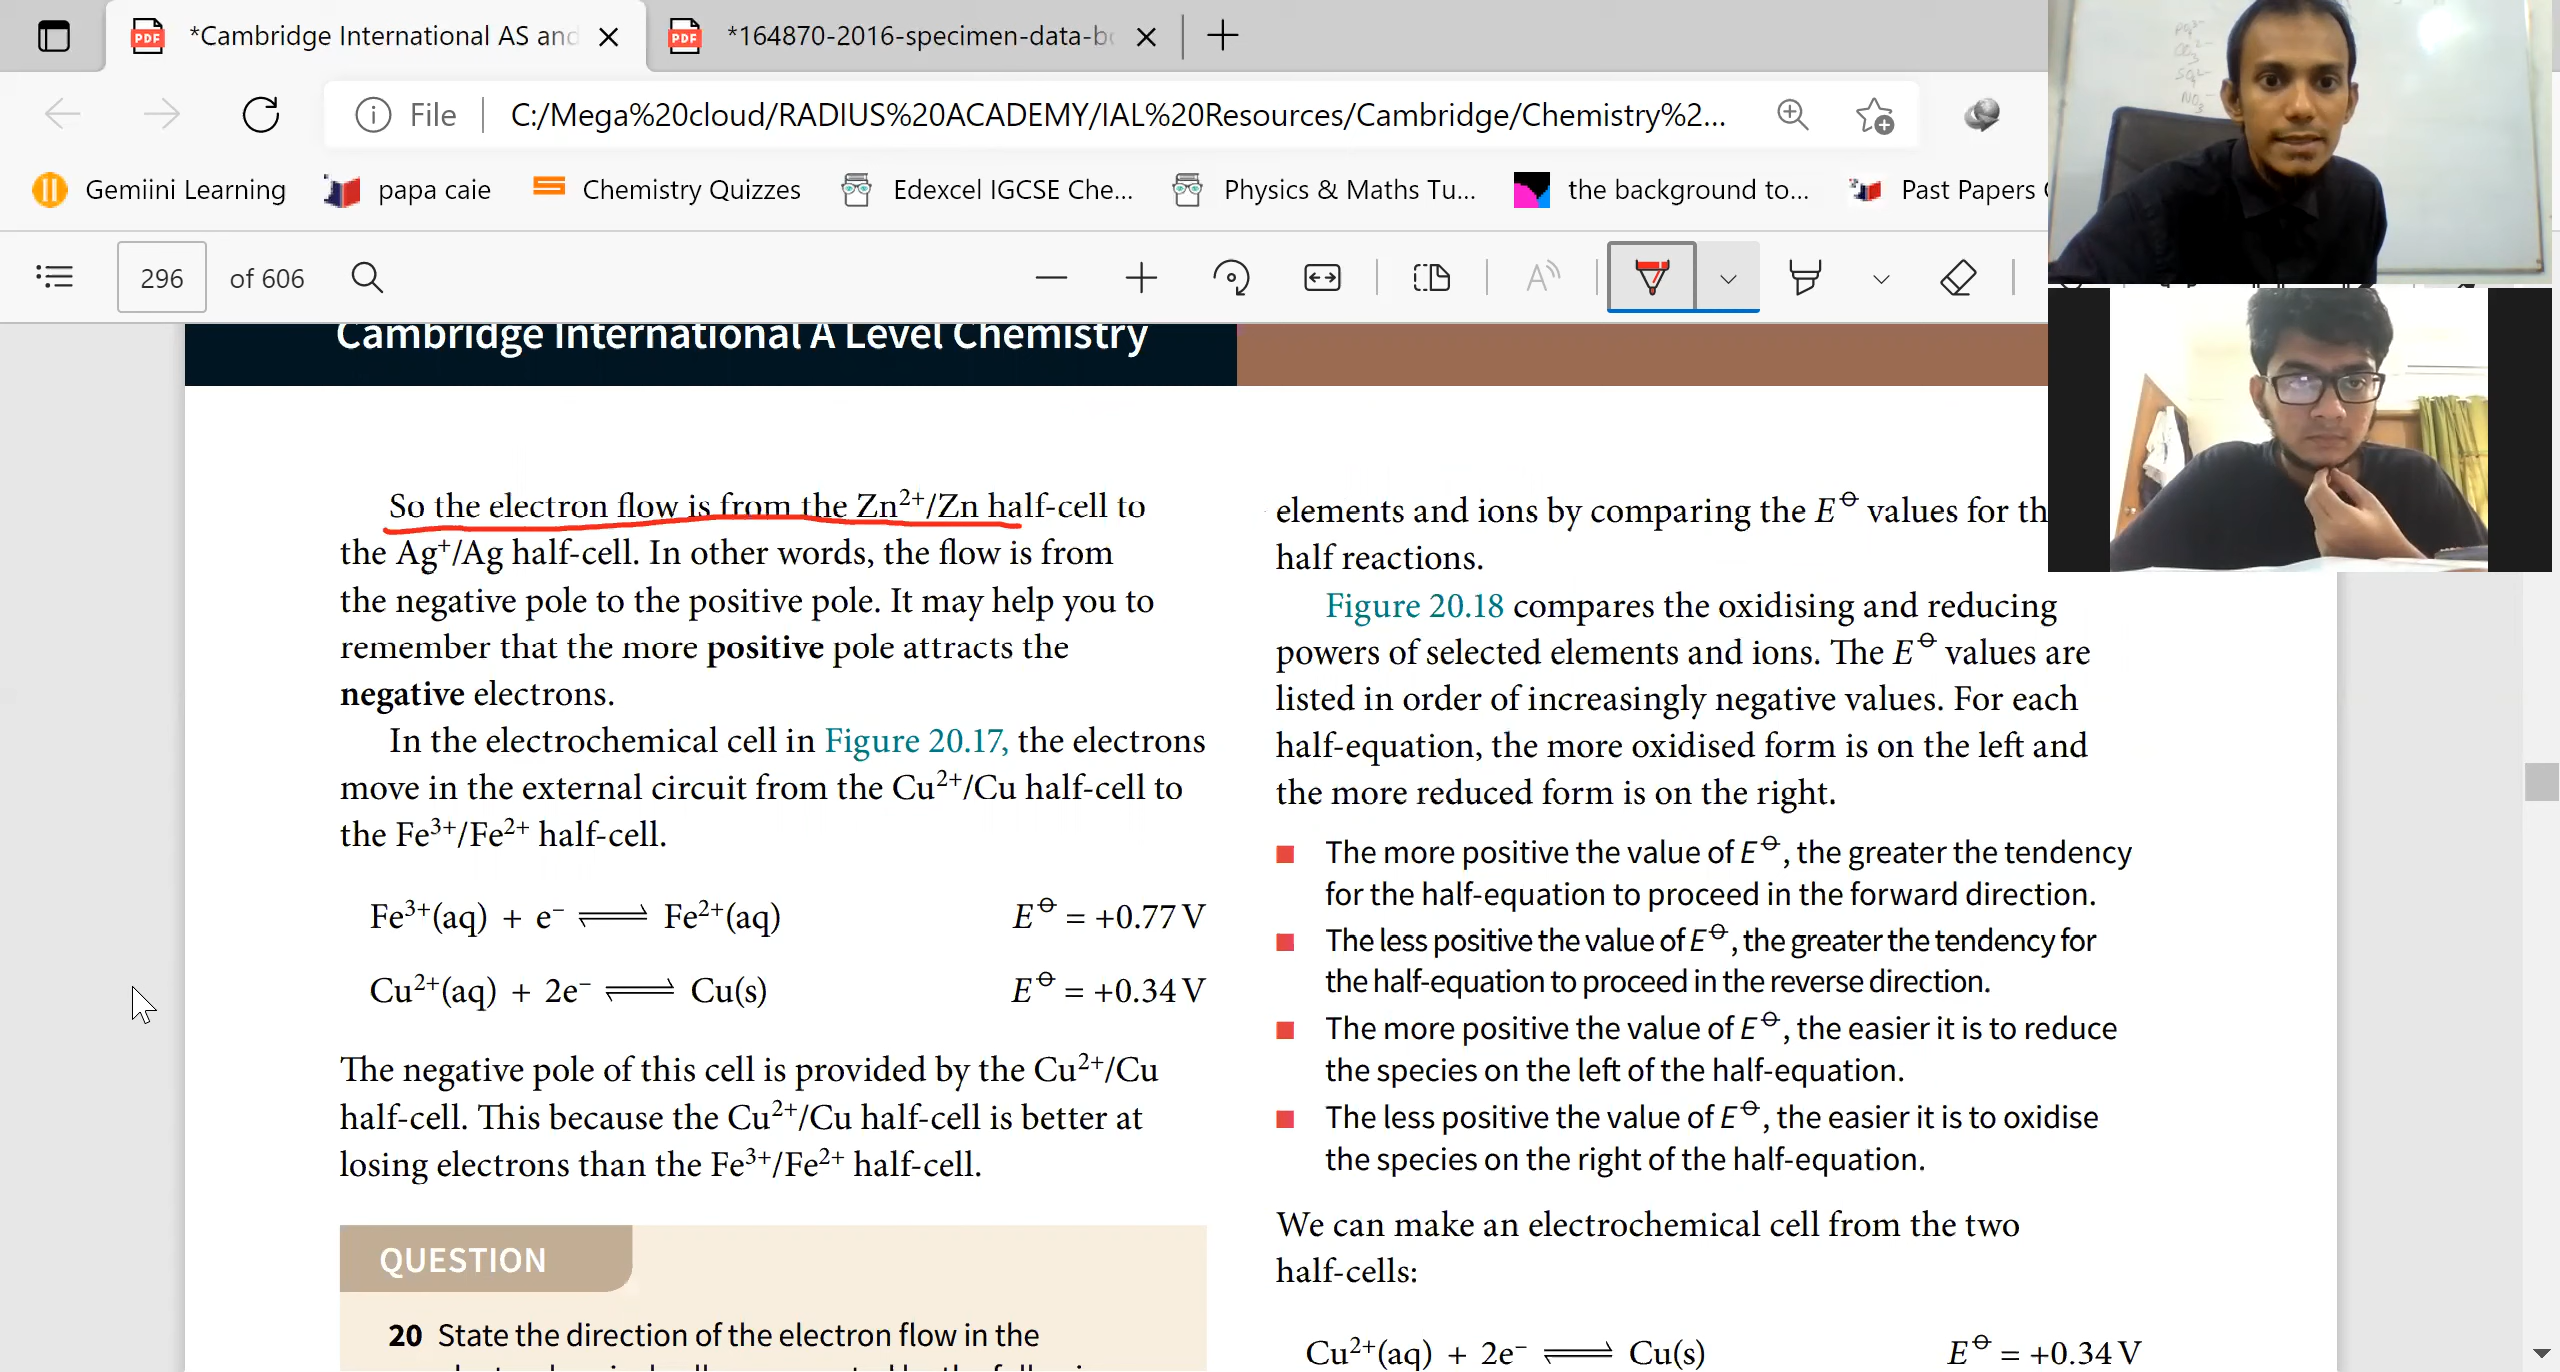 *Cambridge International AS and
*164870-2016-specimen-data-b
File
C:/Mega%20cloud/RADIUS%20ACADEMY/IAL%20Resources/Cambridge/Chemistry%2...
Gemiini Learning
papa caie
Chemistry Quizzes
Edexcel IGCSE Che...
Physics & Maths Tu...
the background to...
Past Papers
296 of 606
Cambridge International A Level Chemistry
So the electron flow is from the Zn²⁺/Zn half-cell to
the Ag⁺/Ag half-cell. In other words, the flow is from
the negative pole to the positive pole. It may help you to
remember that the more positive pole attracts the
negative electrons.
In the electrochemical cell in Figure 20.17, the electrons
move in the external circuit from the Cu²⁺/Cu half-cell to
the Fe³⁺/Fe²⁺ half-cell.
Fe³⁺(aq) + e⁻ ⇌ Fe²⁺(aq) E⦵ = +0.77 V
Cu²⁺(aq) + 2e⁻ ⇌ Cu(s) E⦵ = +0.34 V
The negative pole of this cell is provided by the Cu²⁺/Cu
half-cell. This because the Cu²⁺/Cu half-cell is better at
losing electrons than the Fe³⁺/Fe²⁺ half-cell.
QUESTION
20 State the direction of the electron flow in the
elements and ions by comparing the E⦵ values for th
half reactions.
Figure 20.18 compares the oxidising and reducing
powers of selected elements and ions. The E⦵ values are
listed in order of increasingly negative values. For each
half-equation, the more oxidised form is on the left and
the more reduced form is on the right.
■ The more positive the value of E⦵, the greater the tendency
for the half-equation to proceed in the forward direction.
■ The less positive the value of E⦵, the greater the tendency for
the half-equation to proceed in the reverse direction.
■ The more positive the value of E⦵, the easier it is to reduce
the species on the left of the half-equation.
■ The less positive the value of E⦵, the easier it is to oxidise
the species on the right of the half-equation.
We can make an electrochemical cell from the two
half-cells:
Cu²⁺(aq) + 2e⁻ ⇌ Cu(s) E⦵ = +0.34 V